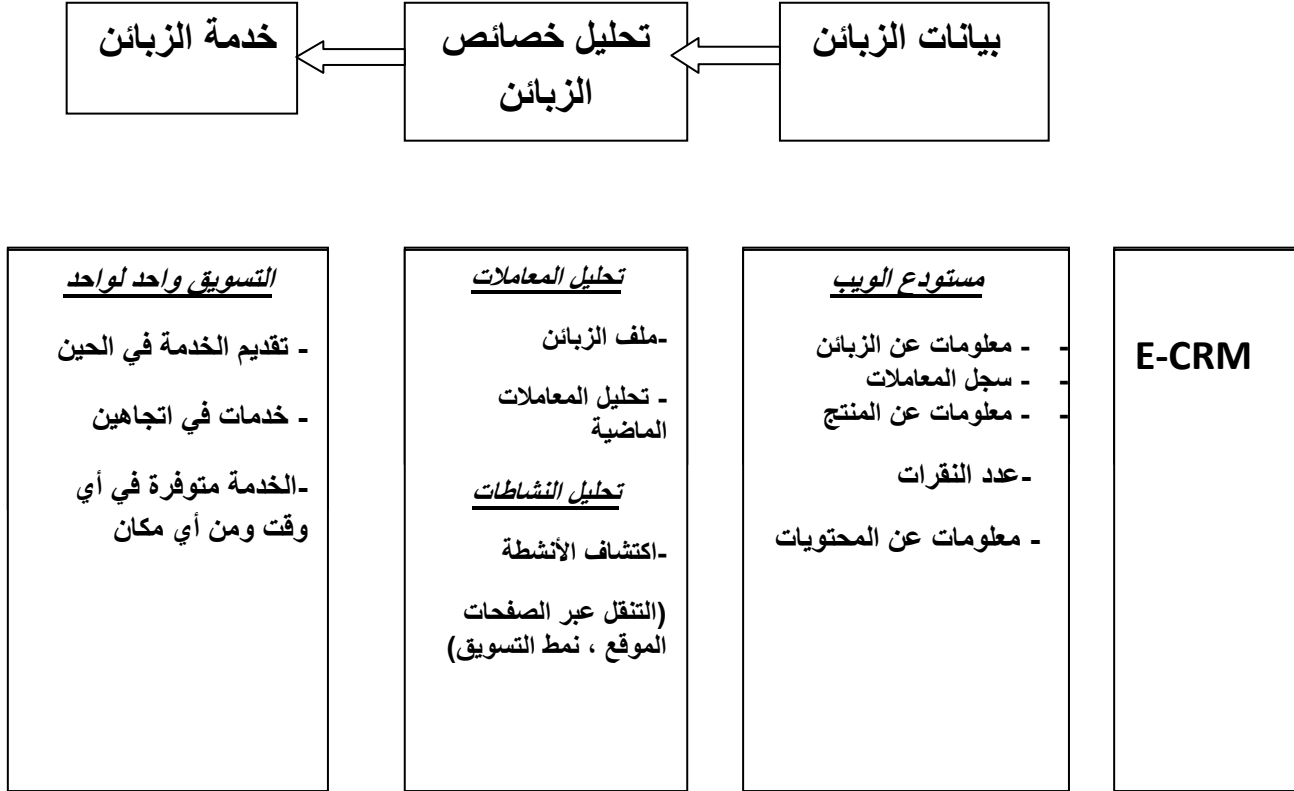 بيانات الزبائن
تحليل خصائص
الزبائن
خدمة الزبائن
E-CRM
مستودع الويب
- - معلومات عن الزبائن
- - سجل المعاملات
- - معلومات عن المنتج
-عدد النقرات
- معلومات عن المحتويات
تحليل المعاملات
-ملف الزبائن
- تحليل المعاملات
الماضية
تحليل النشاطات
-اكتشاف الأنشطة
(التنقل عبر الصفحات
الموقع ، نمط التسويق)
التسويق واحد لواحد
- تقديم الخدمة في الحين
- خدمات في اتجاهين
-الخدمة متوفرة في أي
وقت ومن أي مكان